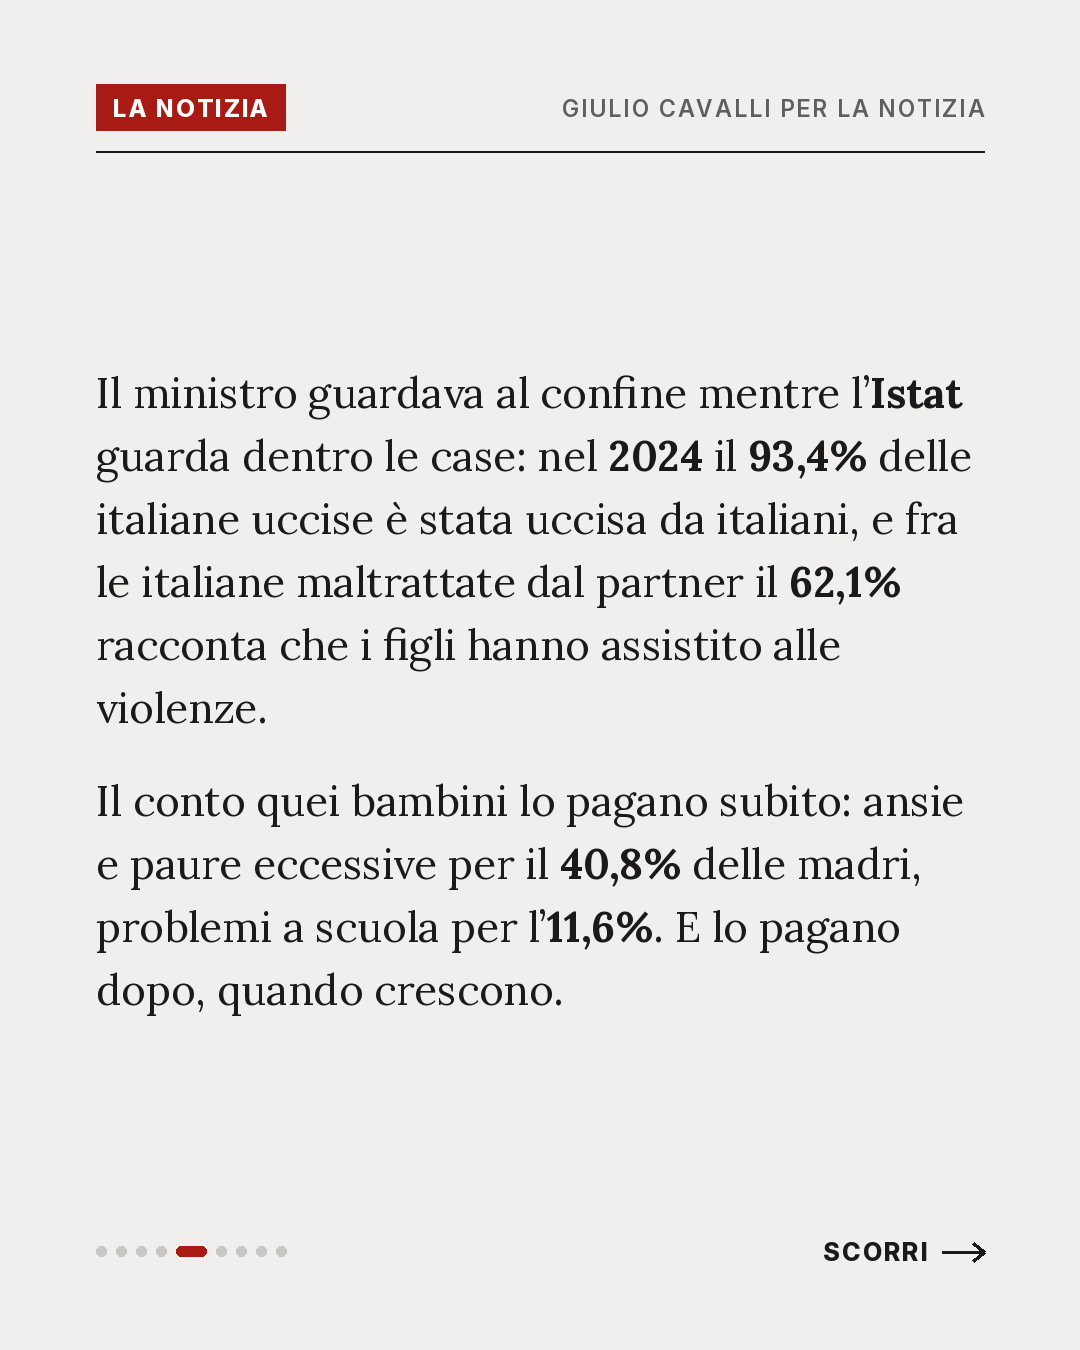 LA NOTIZIA
GIULIO CAVALLI PER LA NOTIZIA
Il ministro guardava al confine mentre l’Istat
guarda dentro le case: nel 2024 il 93,4% delle
italiane uccise è stata uccisa da italiani, e fra
le italiane maltrattate dal partner il 62,1%
racconta che i figli hanno assistito alle
violenze.
Il conto quei bambini lo pagano subito: ansie
e paure eccessive per il 40,8% delle madri,
problemi a scuola per l’11,6%. E lo pagano
dopo, quando crescono.
SCORRI